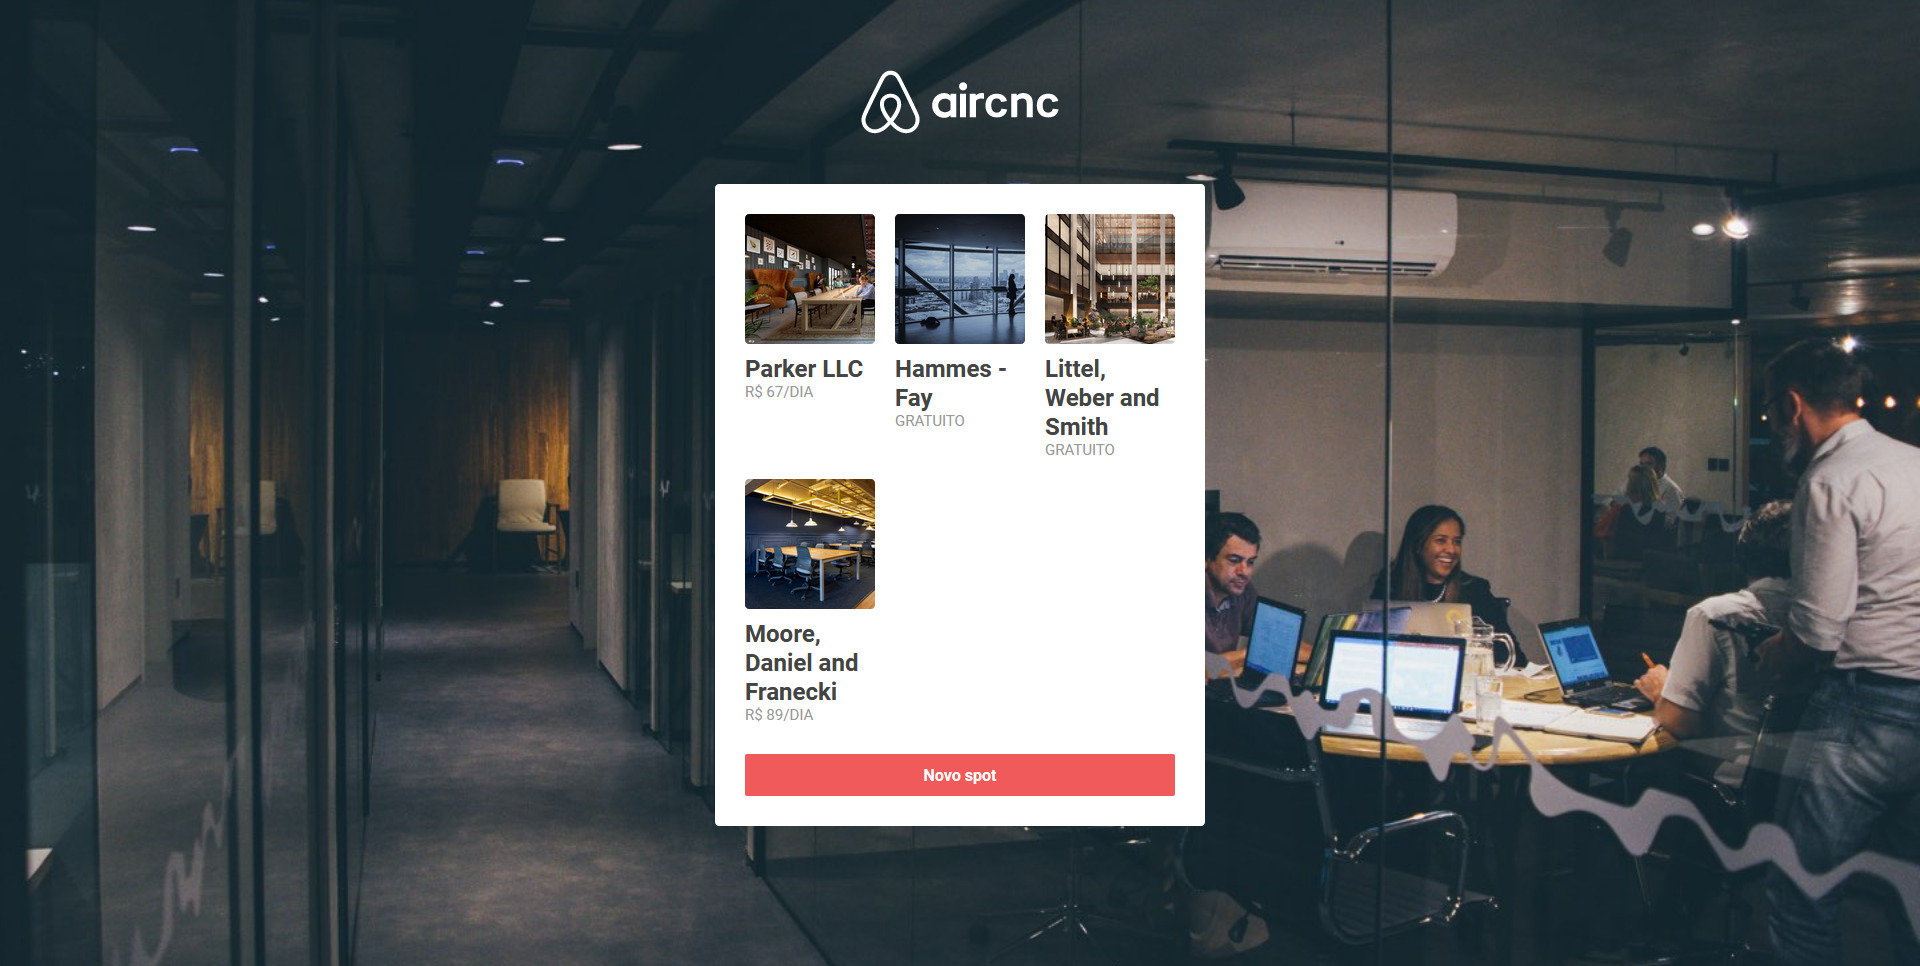 aircnc
Parker LLC
R$ 67/DIA
Hammes -
Fay
GRATUITO
Littel,
Weber and
Smith
GRATUITO
Moore,
Daniel and
Franecki
R$ 89/DIA
Novo spot